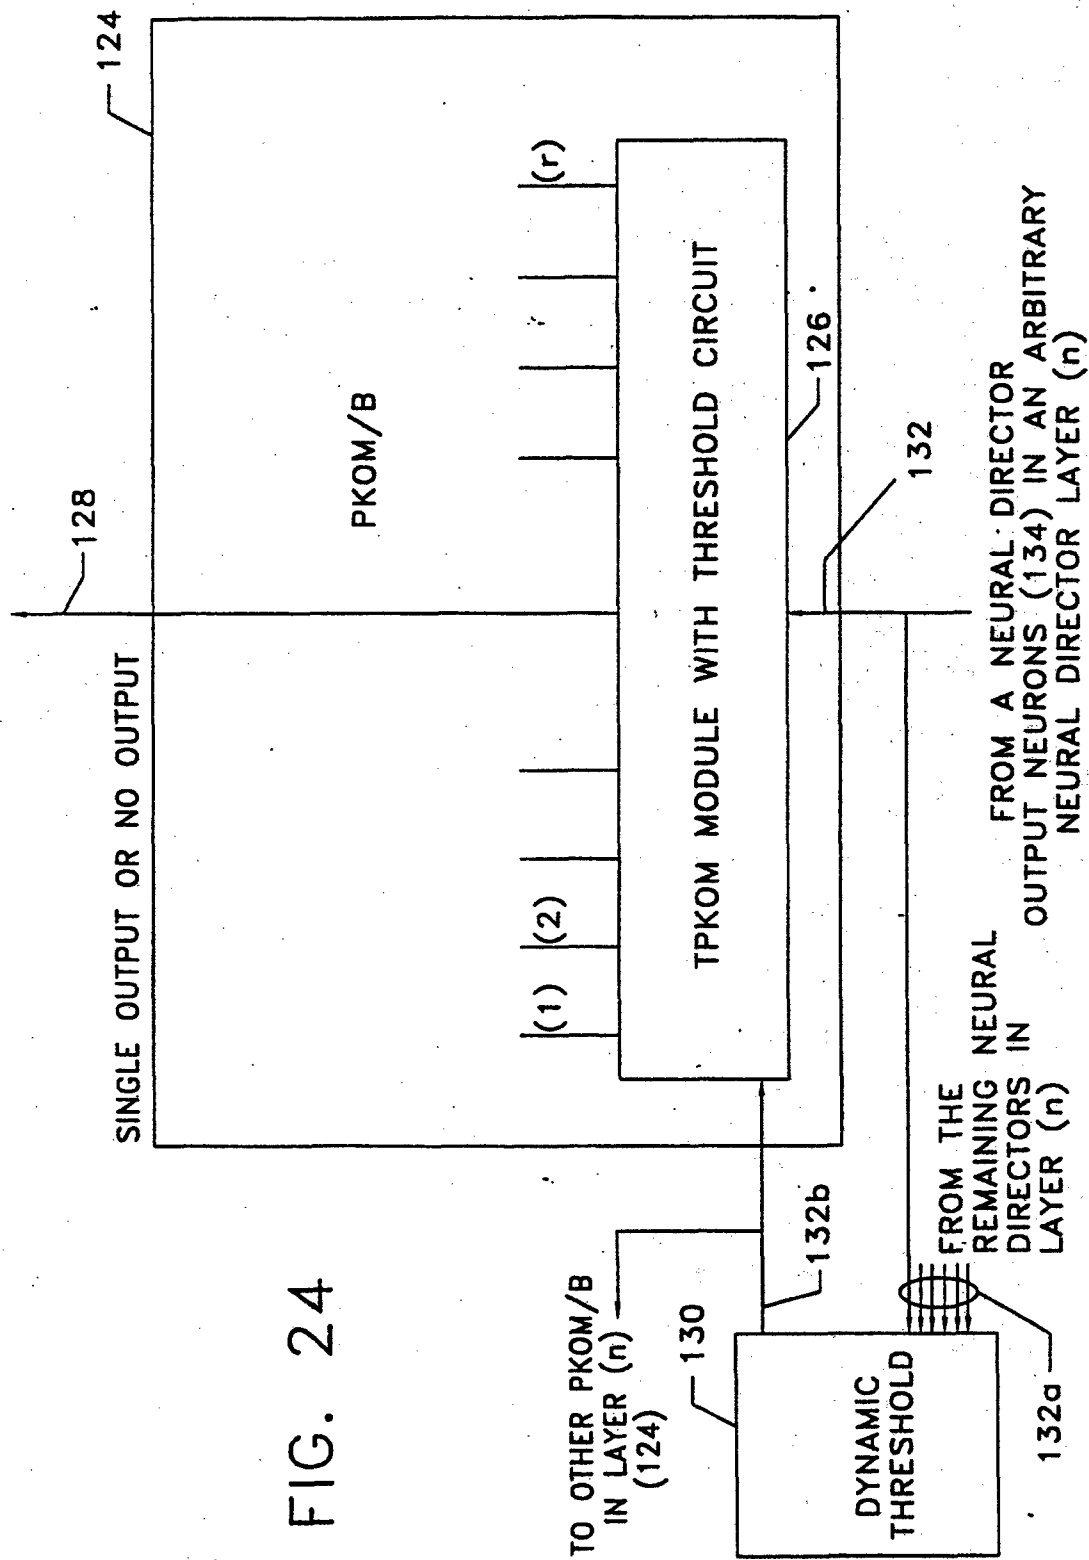 FIG. 24
SINGLE OUTPUT OR NO OUTPUT
128
124
PKOM/B
(1)
(2)
(r)
TPKOM MODULE WITH THRESHOLD CIRCUIT
126
132
TO OTHER PKOM/B
IN LAYER (n)
(124)
130
132b
DYNAMIC
THRESHOLD
132a
FROM THE
REMAINING NEURAL
DIRECTORS IN
LAYER (n)
FROM A NEURAL DIRECTOR
OUTPUT NEURONS (134) IN AN ARBITRARY
NEURAL DIRECTOR LAYER (n)